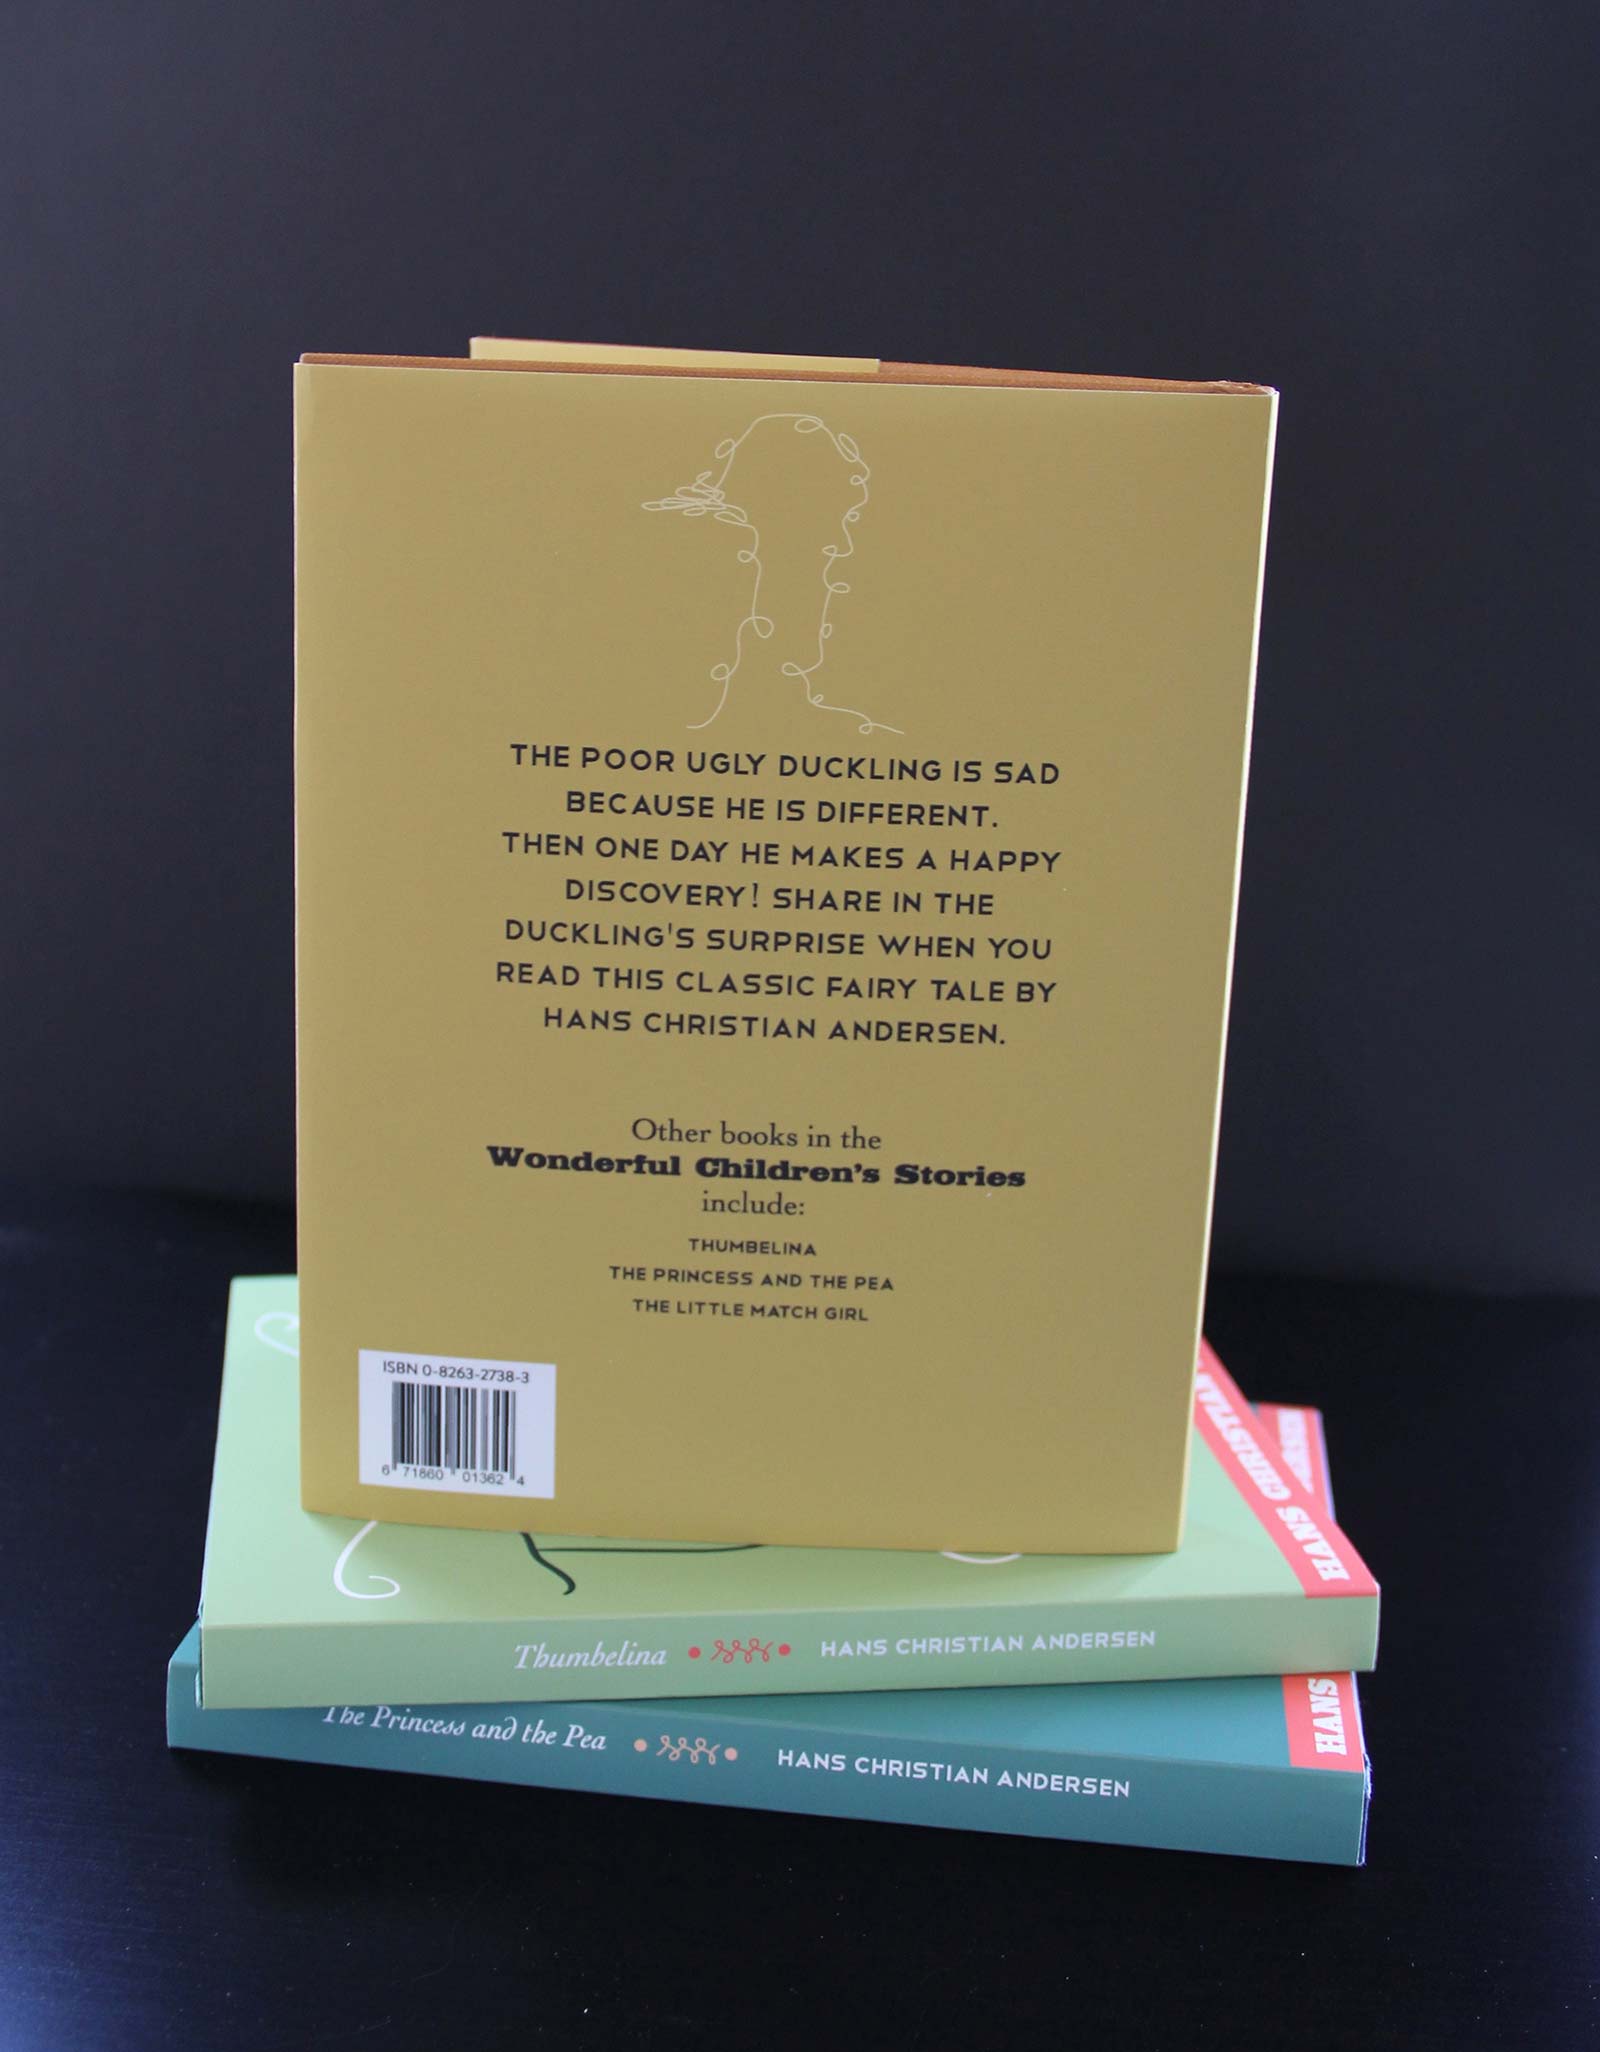 THE POOR UGLY DUCKLING IS SAD
BECAUSE HE IS DIFFERENT.
THEN ONE DAY HE MAKES A HAPPY
DISCOVERY! SHARE IN THE
DUCKLING'S SURPRISE WHEN YOU
READ THIS CLASSIC FAIRY TALE BY
HANS CHRISTIAN ANDERSEN.
Other books in the
Wonderful Children's Stories
include:
THUMBELINA
THE PRINCESS AND THE PEA
THE LITTLE MATCH GIRL
ISBN 0-8263-2738-3
6 71860 01362 4
HANS CHRISTIA
Thumbelina HANS CHRISTIAN ANDERSEN
HANS
The Princess and the Pea HANS CHRISTIAN ANDERSEN